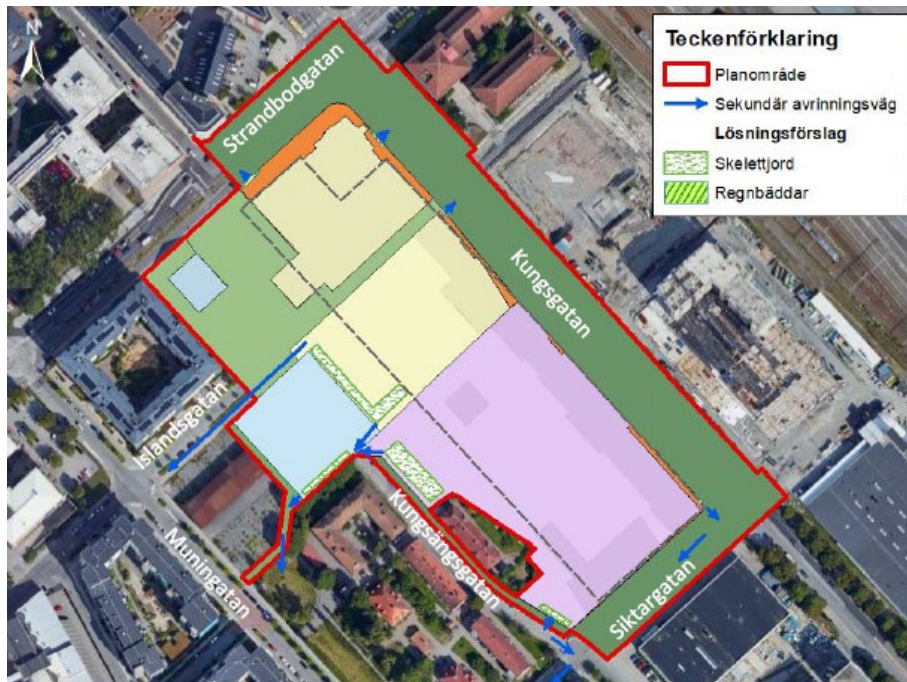 N
Teckenförklaring
Planområde
Sekundär avrinningsväg
Lösningsförslag
Skelettjord
Regnbäddar
Strandbodgatan
Kungsgatan
Islandsgatan
Muningatan
Kungsängsgatan
Siktargatan